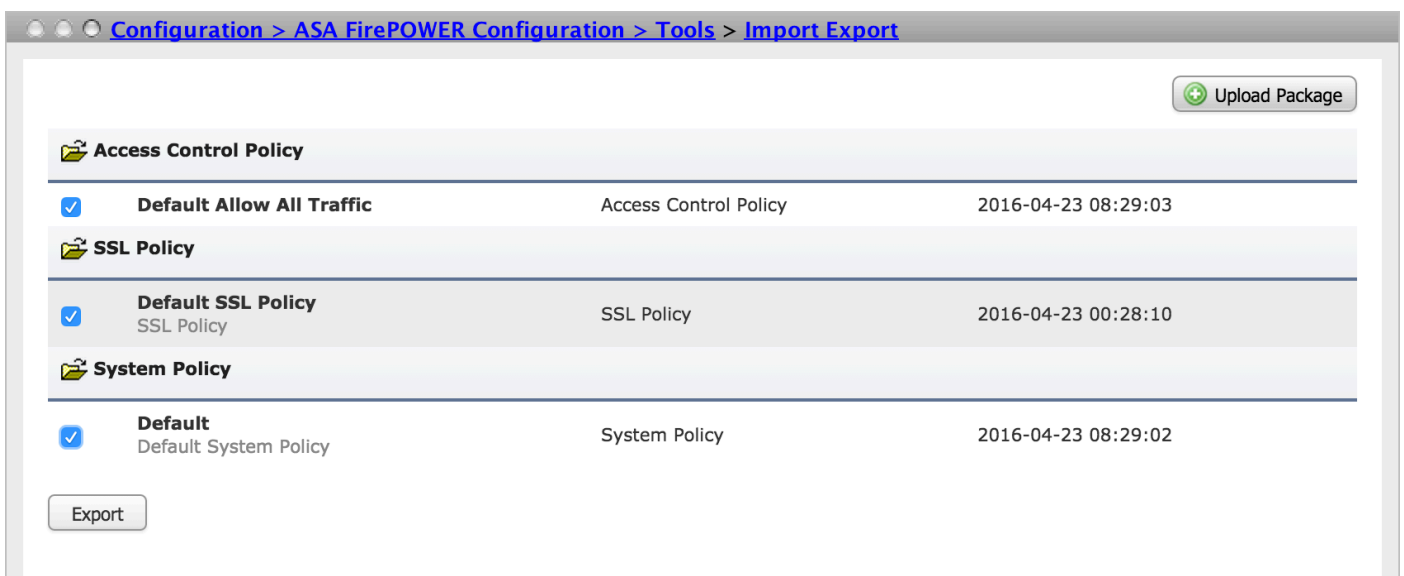 Configuration > ASA FirePOWER Configuration > Tools > Import Export
Upload Package
Access Control Policy
Default Allow All Traffic Access Control Policy 2016-04-23 08:29:03
SSL Policy
Default SSL Policy
SSL Policy
SSL Policy 2016-04-23 00:28:10
System Policy
Default
Default System Policy
System Policy 2016-04-23 08:29:02
Export